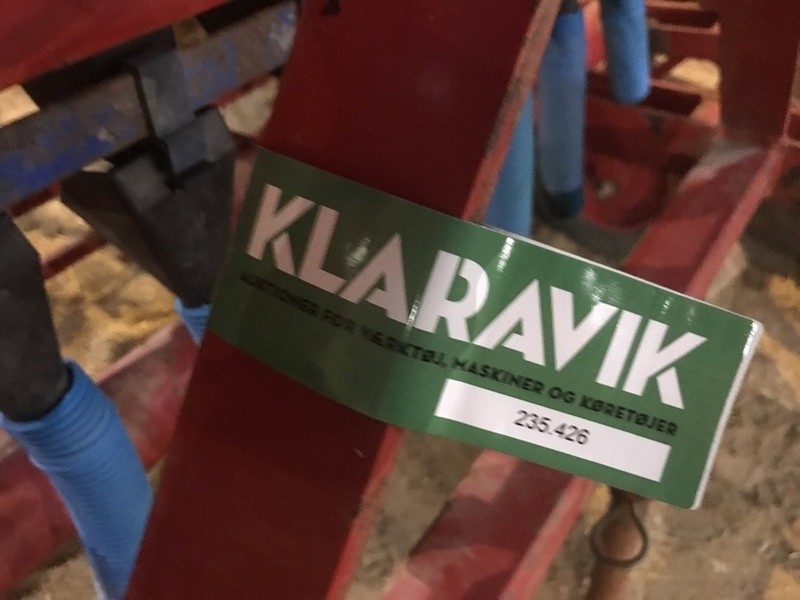 KLARAVIK
AUKTIONER FOR VÆRKTØJ, MASKINER OG KØRETØJER
235.426